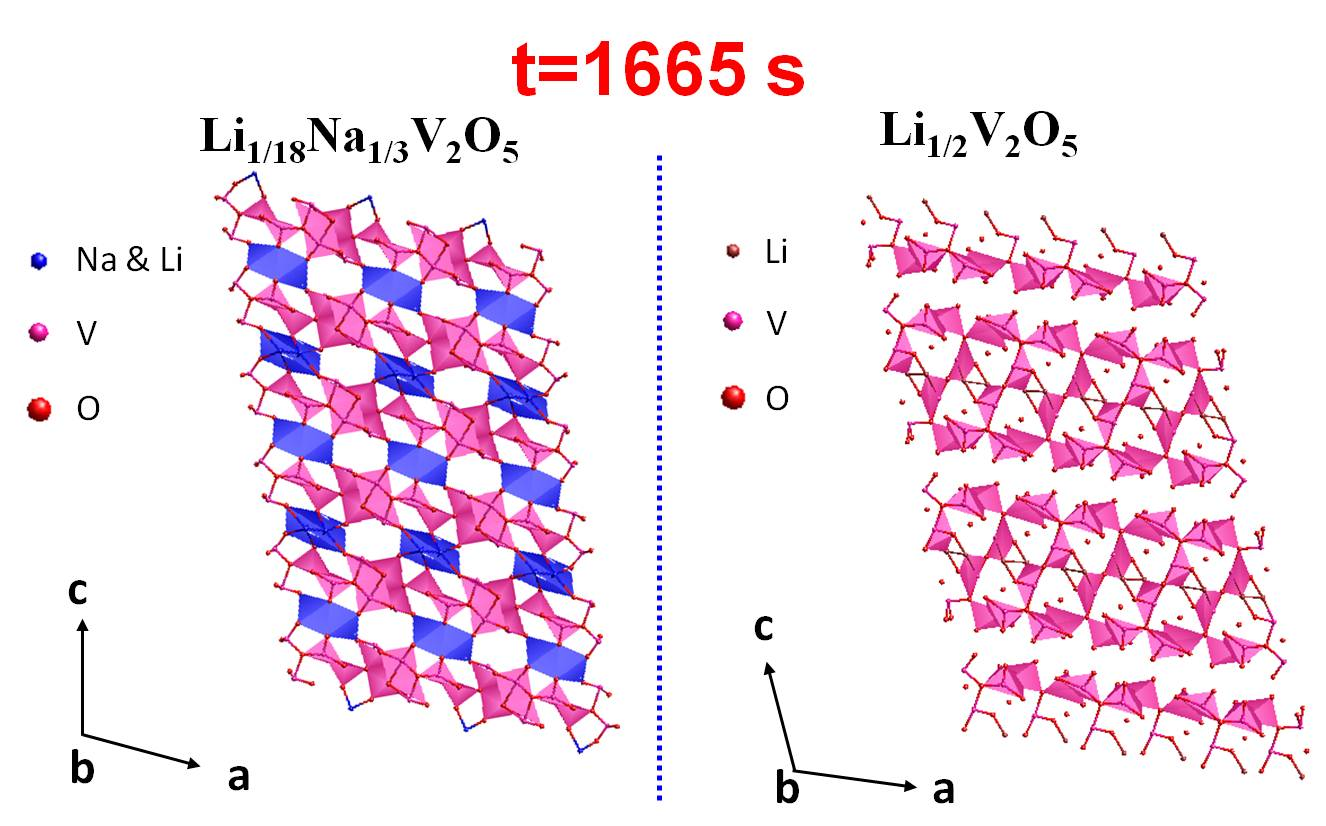 t=1665 s
Li1/18Na1/3V2O5
Li1/2V2O5
Na & Li
V
O
Li
V
O
c
b
a
c
b
a